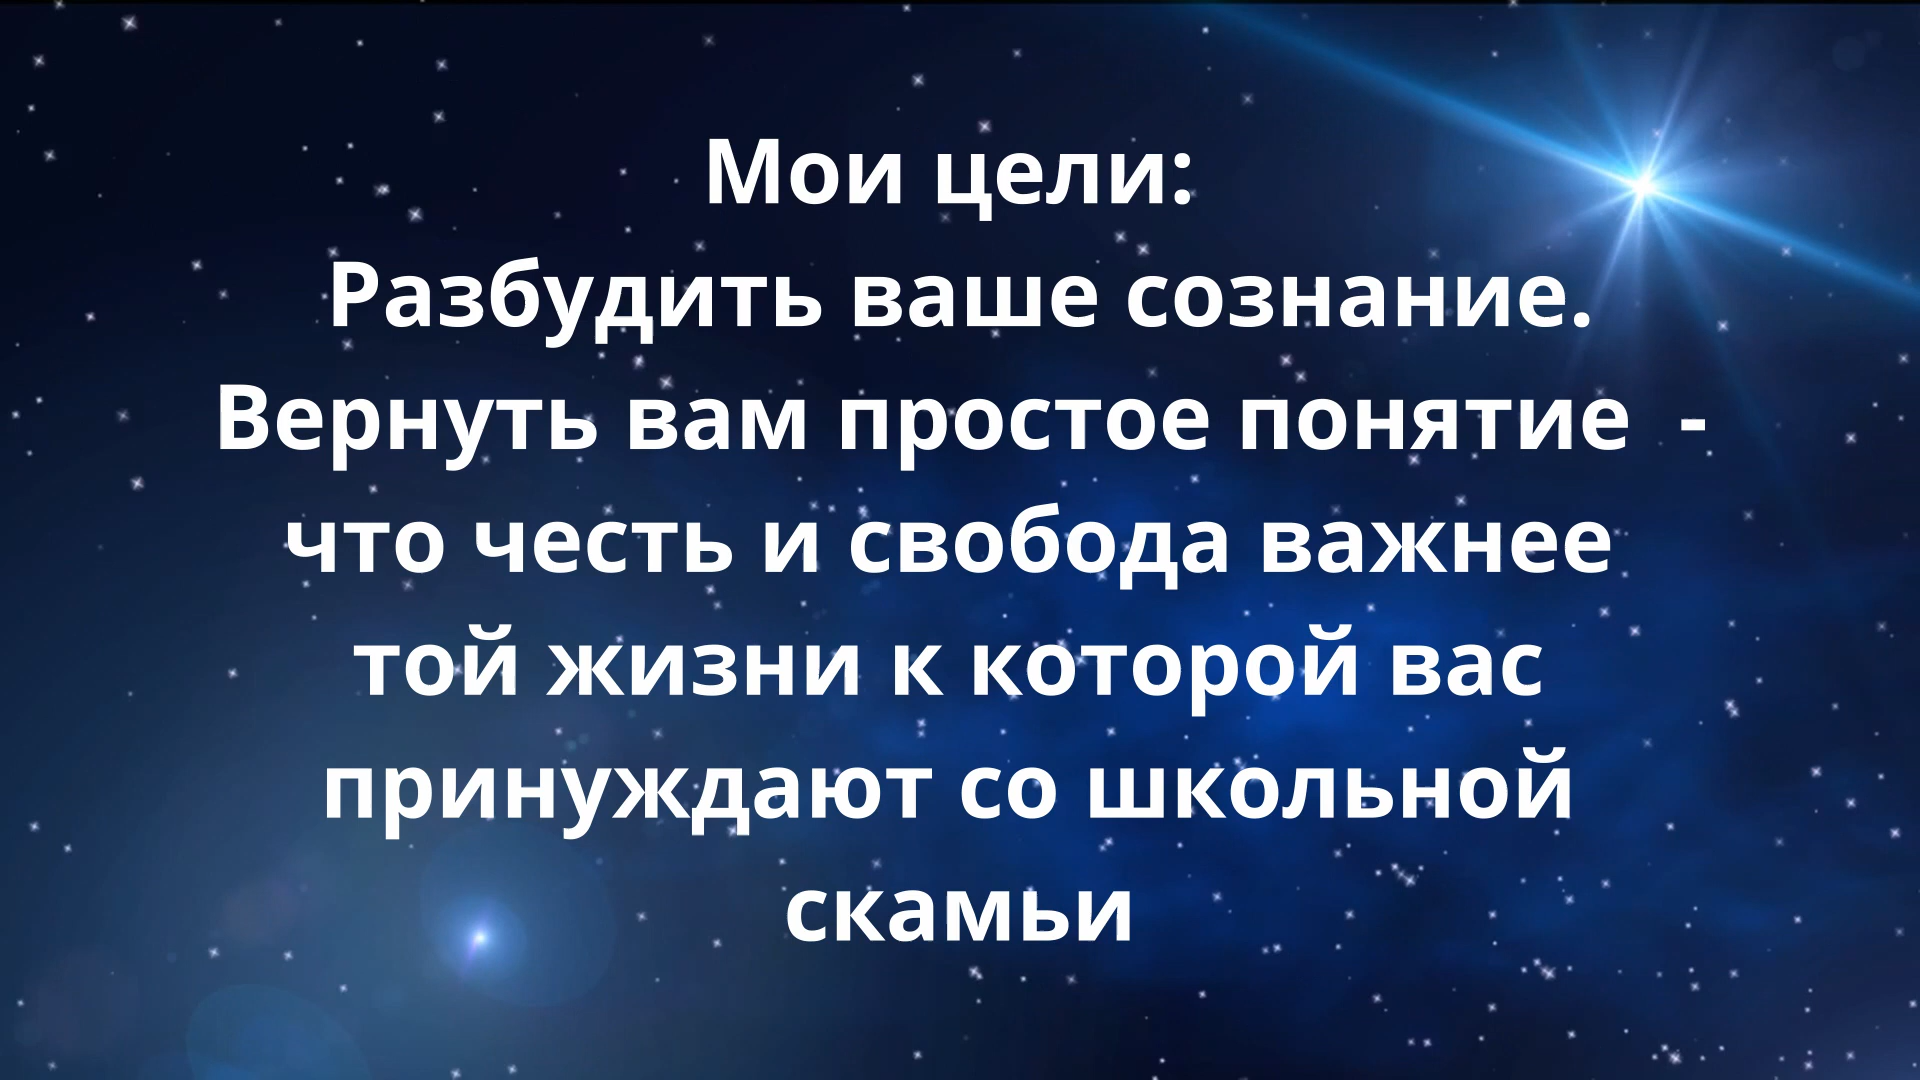 Мои цели:
Разбудить ваше сознание.
Вернуть вам простое понятие  -
что честь и свобода важнее
той жизни к которой вас
принуждают со школьной
скамьи